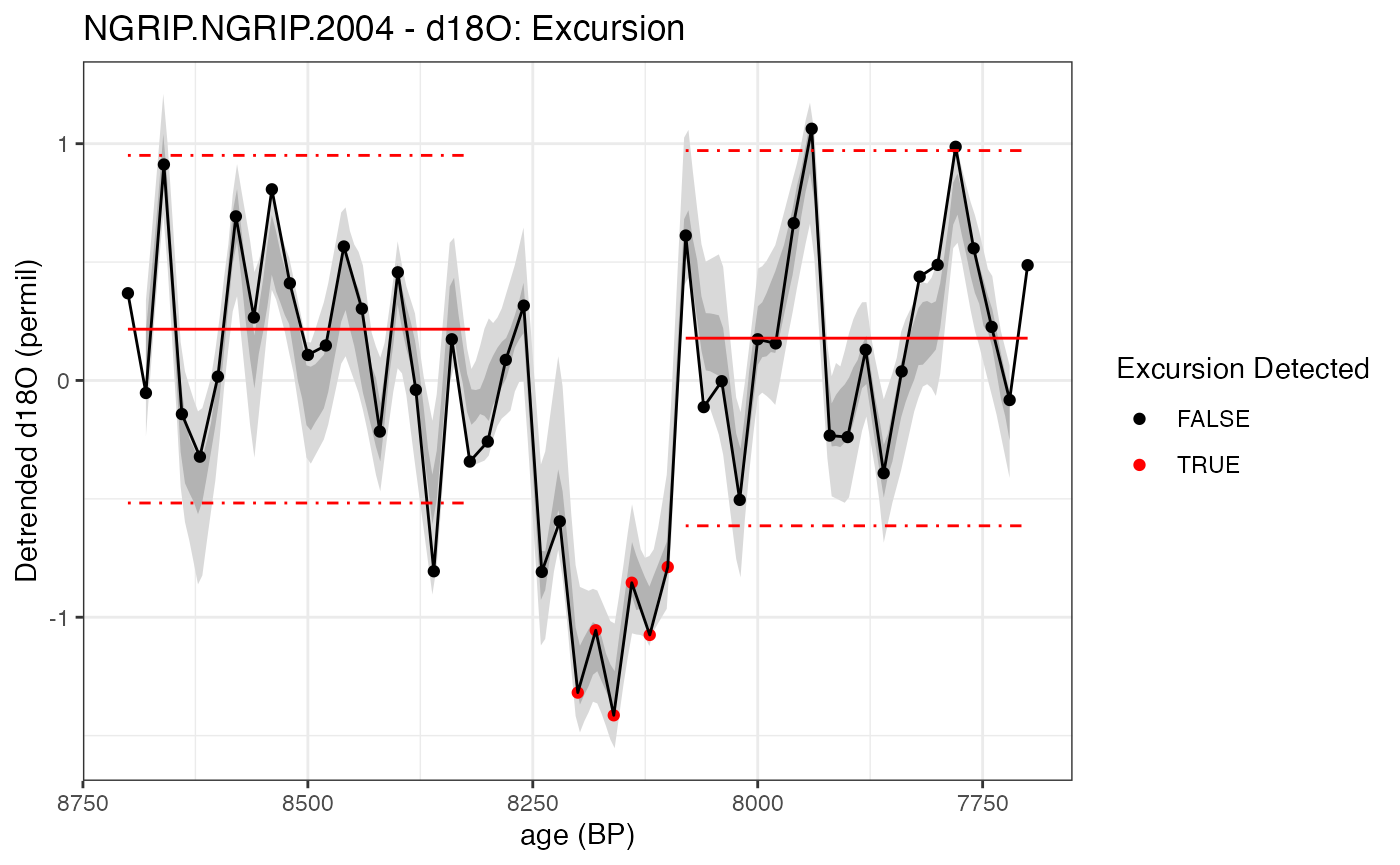 NGRIP.NGRIP.2004 - d18O: Excursion
Detrended d18O (permil)
1
0
-1
8750
8500
8250
8000
7750
age (BP)
Excursion Detected
FALSE
TRUE